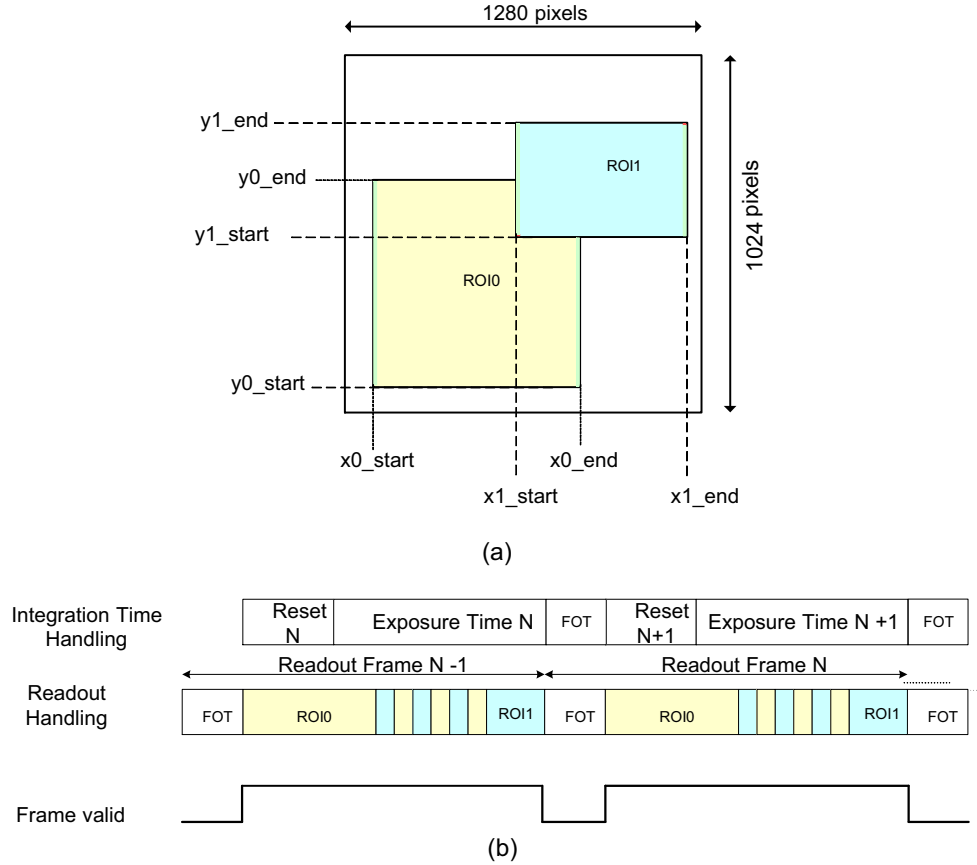 1280 pixels
1024 pixels
y1_end
ROI1
y0_end
y1_start
ROI0
y0_start
x0_start
x0_end
x1_start
x1_end
(a)
Integration Time
Handling
Reset
N
Exposure Time N
FOT
Reset
N+1
Exposure Time N +1
FOT
Readout Frame N -1
Readout Frame N
Readout
Handling
FOT
ROI0
ROI1
FOT
ROI0
ROI1
FOT
Frame valid
(b)